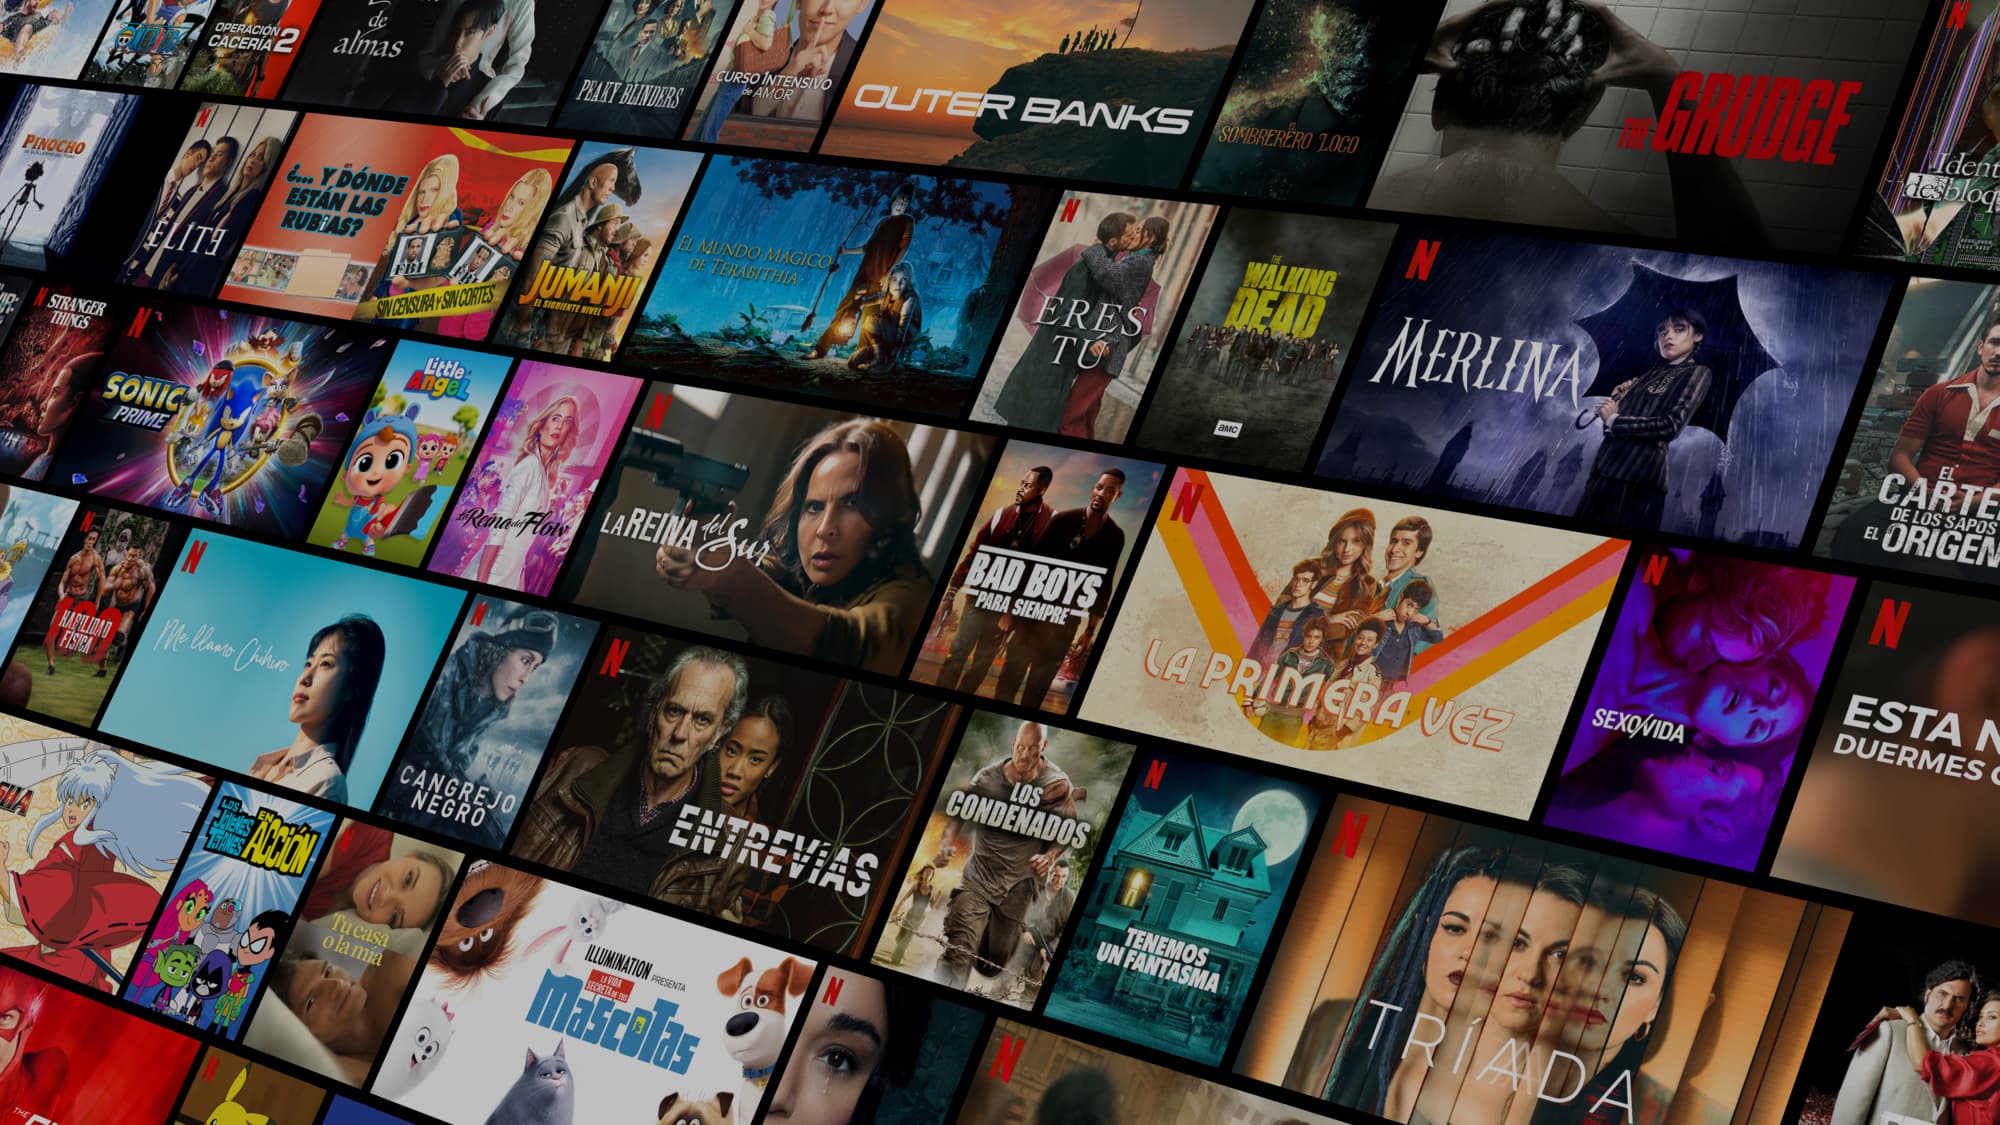 OPERACIÓN
CACERÍA 2
de
almas
PEAKY BLINDERS
CURSO INTENSIVO
de AMOR
OUTER BANKS
EL
SOMBRERERO LOCO
THE GRUDGE
N
PINOCHO
N
ÉLITE
¿... Y DÓNDE
EN
ESTÁN LAS
RUBIAS?
FBI
FBI
SIN CENSURA Y SIN CORTES
JUMANJI
EL SIGUIENTE NIVEL
EL MUNDO MÁGICO
DE TERABITHIA
N
ERES
TÚ
THE
WALKING
DEAD
AMC
N
MERLINA
EL
DE LOS SAPOS
EL ORIGEN
N
STRANGER
THINGS
N
SONIC
PRIME
Little
Angel
La Reina del Flow
N
LA REINA del Sur
BAD BOYS
PARA SIEMPRE
N
LA PRIMERA VEZ
N
SEXO/VIDA
N
ESTA
DUERMES
N
HABILIDAD
FÍSICA
N
Me llamo Chihiro
N
CANGREJO
NEGRO
N
ENTREVIAS
LOS
CONDENADOS
N
TENEMOS
UN FANTASMA
N
TRÍADA
LOS
JÓVENES
TITANES
EN
ACCIÓN
N
Tu casa
o la mía
ILLUMINATION PRESENTA
LA VIDA
SECRETA DE TUS
MASCOTAS
N
N
N
THE